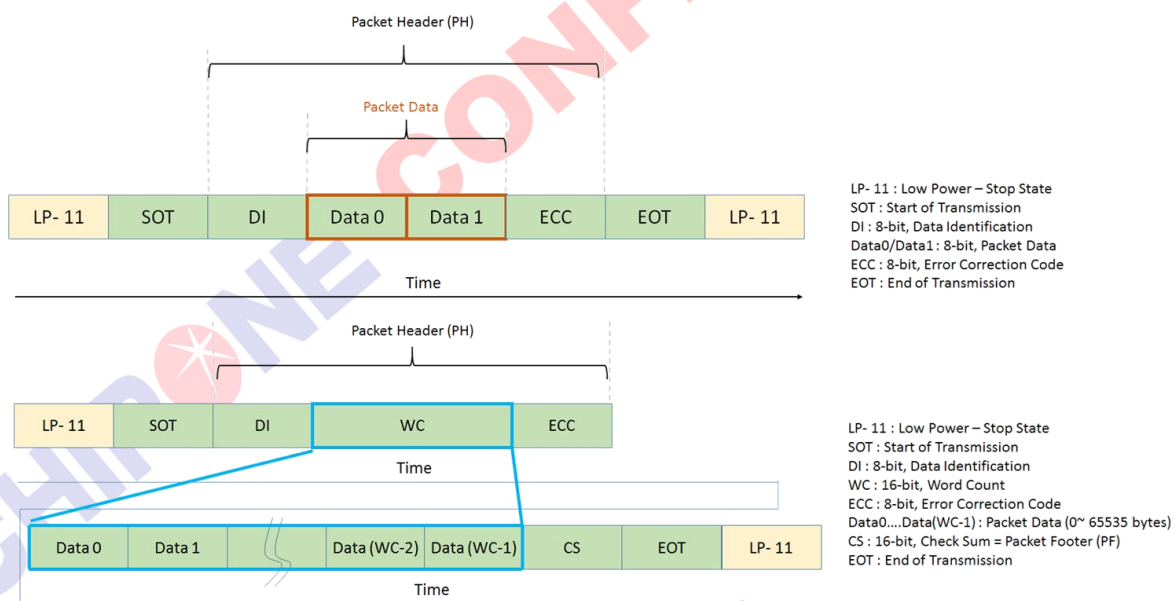 Packet Header (PH)
Packet Data
LP- 11 SOT DI Data 0 Data 1 ECC EOT LP- 11
Time
LP- 11 : Low Power – Stop State
SOT : Start of Transmission
DI : 8-bit, Data Identification
Data0/Data1 : 8-bit, Packet Data
ECC : 8-bit, Error Correction Code
EOT : End of Transmission
Packet Header (PH)
LP- 11 SOT DI WC ECC
Time
Data 0 Data 1 Data (WC-2) Data (WC-1) CS EOT LP- 11
Time
LP- 11 : Low Power – Stop State
SOT : Start of Transmission
DI : 8-bit, Data Identification
WC : 16-bit, Word Count
ECC : 8-bit, Error Correction Code
Data0....Data(WC-1) : Packet Data (0~ 65535 bytes)
CS : 16-bit, Check Sum = Packet Footer (PF)
EOT : End of Transmission
CHIPONE